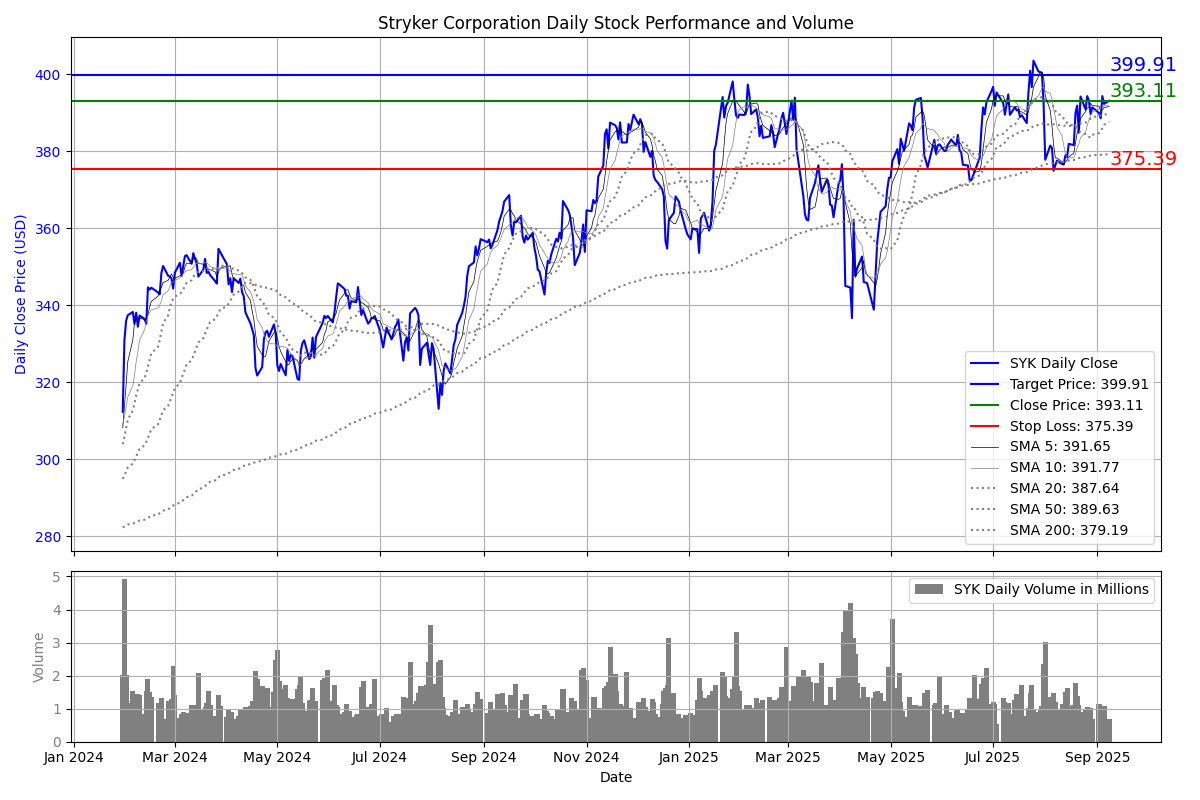 Stryker Corporation Daily Stock Performance and Volume
Daily Close Price (USD)
400
380
360
340
320
300
280
399.91
393.11
375.39
SYK Daily Close
Target Price: 399.91
Close Price: 393.11
Stop Loss: 375.39
SMA 5: 391.65
SMA 10: 391.77
SMA 20: 387.64
SMA 50: 389.63
SMA 200: 379.19
Volume
5
4
3
2
1
0
SYK Daily Volume in Millions
Jan 2024 Mar 2024 May 2024 Jul 2024 Sep 2024 Nov 2024 Jan 2025 Mar 2025 May 2025 Jul 2025 Sep 2025
Date